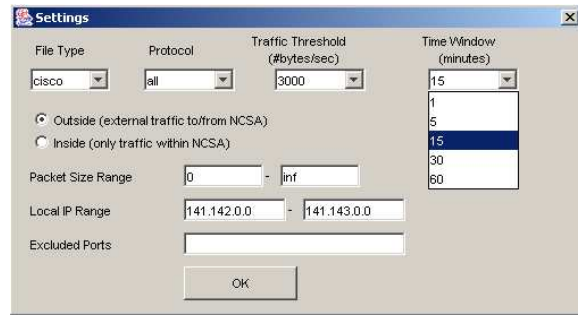 Settings
File Type
Protocol
Traffic Threshold
(#bytes/sec)
Time Window
(minutes)
cisco
all
3000
15
1
5
15
30
60
Outside (external traffic to/from NCSA)
Inside (only traffic within NCSA)
Packet Size Range
0 - inf
Local IP Range
141.142.0.0 - 141.143.0.0
Excluded Ports
OK